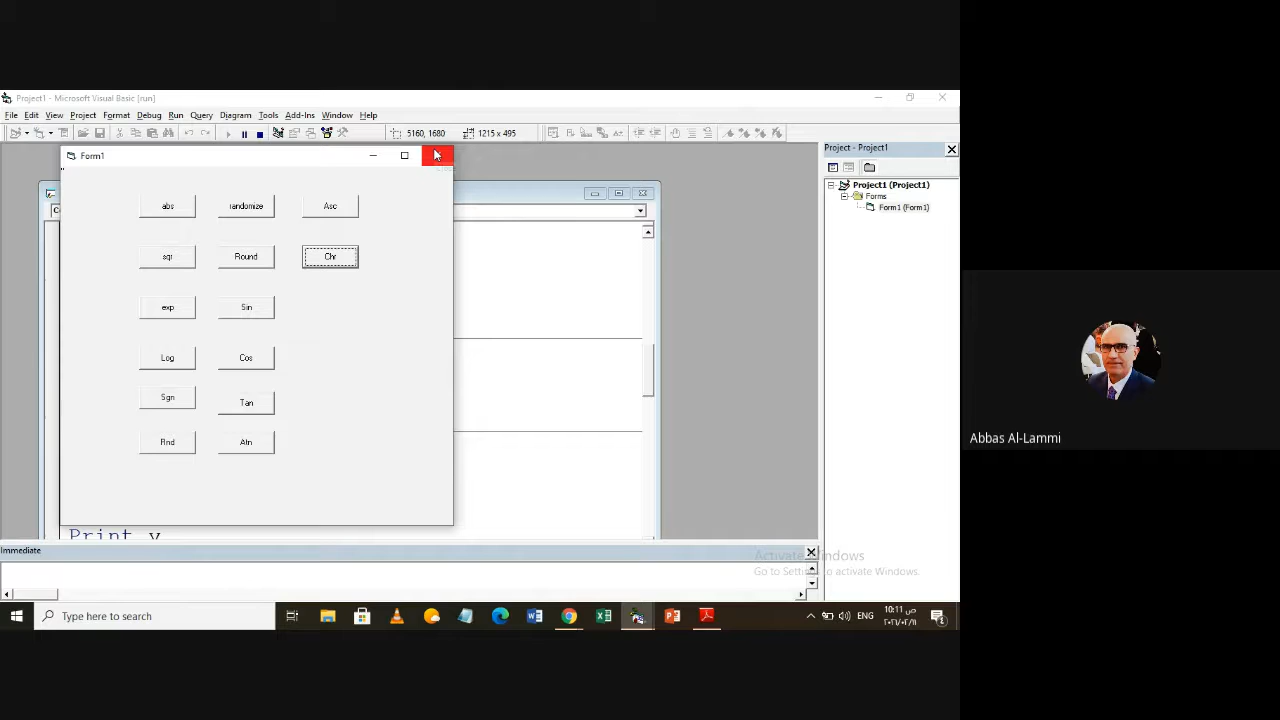 Project1 - Microsoft Visual Basic [run]
File Edit View Project Format Debug Run Query Diagram Tools Add-Ins Window Help
5160, 1680 1215 x 495
Form1
"
abs randomize Asc
sqr Round Chr
exp Sin
Log Cos
Sgn Tan
Rnd Atn
Print y
Project - Project1
Project1 (Project1)
Forms
Form1 (Form1)
Immediate
Activate Windows
Go to Settings to activate Windows.
Type here to search
ENG
10:11 ص
Abbas Al-Lammi